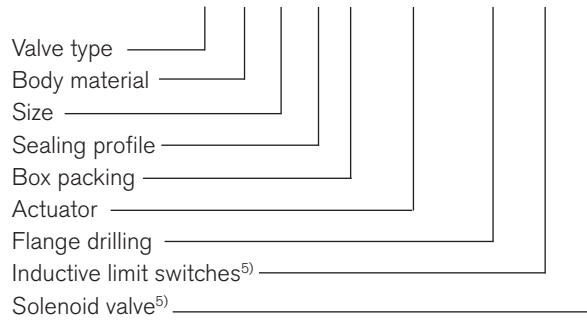 Valve type
Body material
Size
Sealing profile
Box packing
Actuator
Flange drilling
Inductive limit switches⁵⁾
Solenoid valve⁵⁾